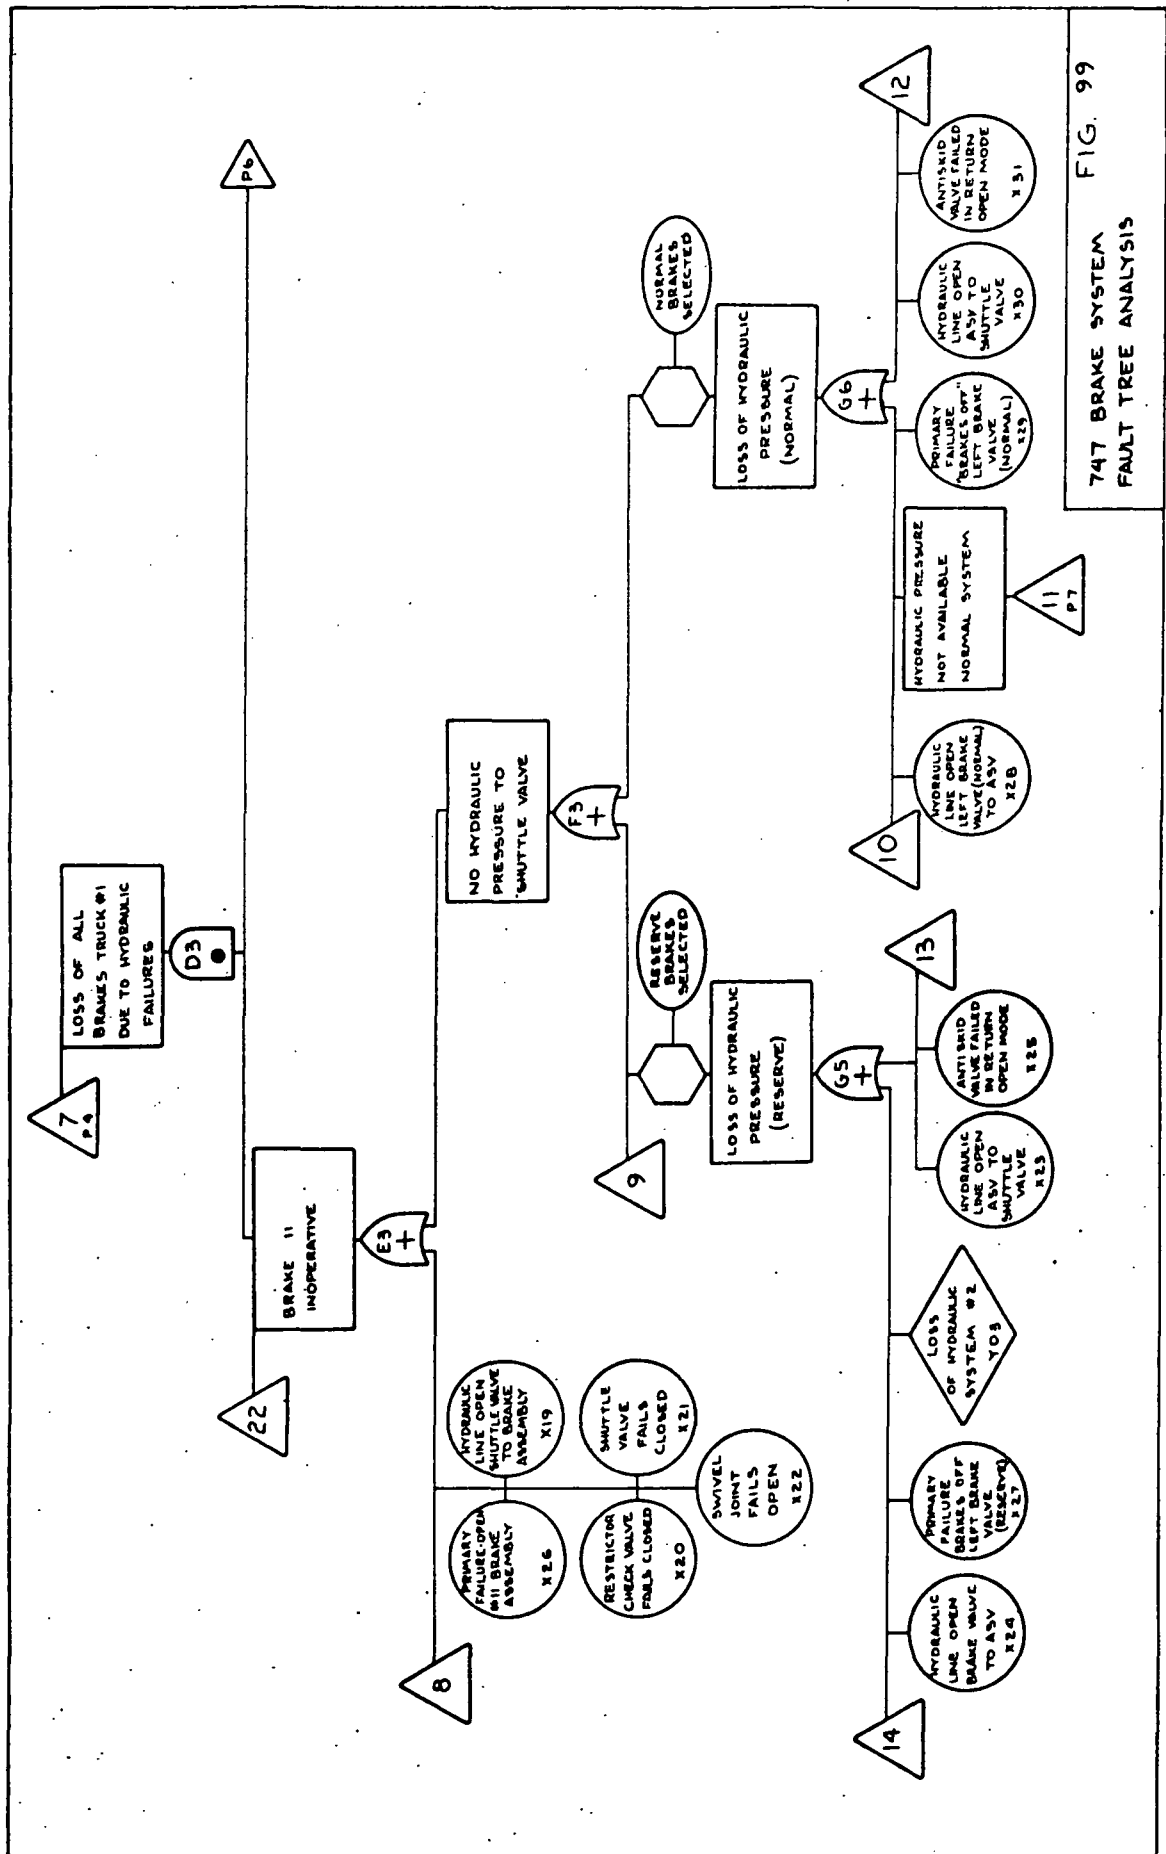 7
P4
LOSS OF ALL
BRAKES TRUCK #1
DUE TO HYDRAULIC
FAILURES
D3
P6
22
BRAKE 11
INOPERATIVE
E3
+
8
PRIMARY
FAILURE-OPEN
#11 BRAKE
ASSEMBLY
X26
HYDRAULIC
LINE OPEN
SHUTTLE VALVE
TO BRAKE
ASSEMBLY
X19
RESTRICTOR
CHECK VALVE
FAILS CLOSED
X20
SHUTTLE
VALVE
FAILS
CLOSED
X21
SWIVEL
JOINT
FAILS
OPEN
X22
NO HYDRAULIC
PRESSURE TO
SHUTTLE VALVE
F3
+
9
RESERVE
BRAKES
SELECTED
LOSS OF HYDRAULIC
PRESSURE
(RESERVE)
G5
+
NORMAL
BRAKES
SELECTED
LOSS OF HYDRAULIC
PRESSURE
(NORMAL)
G6
+
14
HYDRAULIC
LINE OPEN
BRAKE VALVE
TO ASV
X24
PRIMARY
FAILURE
BRAKES OFF
LEFT BRAKE
VALVE
(RESERVE)
X27
LOSS
OF HYDRAULIC
SYSTEM #2
Y03
HYDRAULIC
LINE OPEN
ASV TO
SHUTTLE
VALVE
X23
ANTISKID
VALVE FAILED
IN RETURN
OPEN MODE
X25
13
10
HYDRAULIC
LINE OPEN
LEFT BRAKE
VALVE (NORMAL)
TO ASV
X28
HYDRAULIC PRESSURE
NOT AVAILABLE
NORMAL SYSTEM
11
P7
PRIMARY
FAILURE
"BRAKES OFF"
LEFT BRAKE
VALVE
(NORMAL)
X29
HYDRAULIC
LINE OPEN
ASV TO
SHUTTLE
VALVE
X30
ANTISKID
VALVE FAILED
IN RETURN
OPEN MODE
X31
12
747 BRAKE SYSTEM FIG. 99
FAULT TREE ANALYSIS